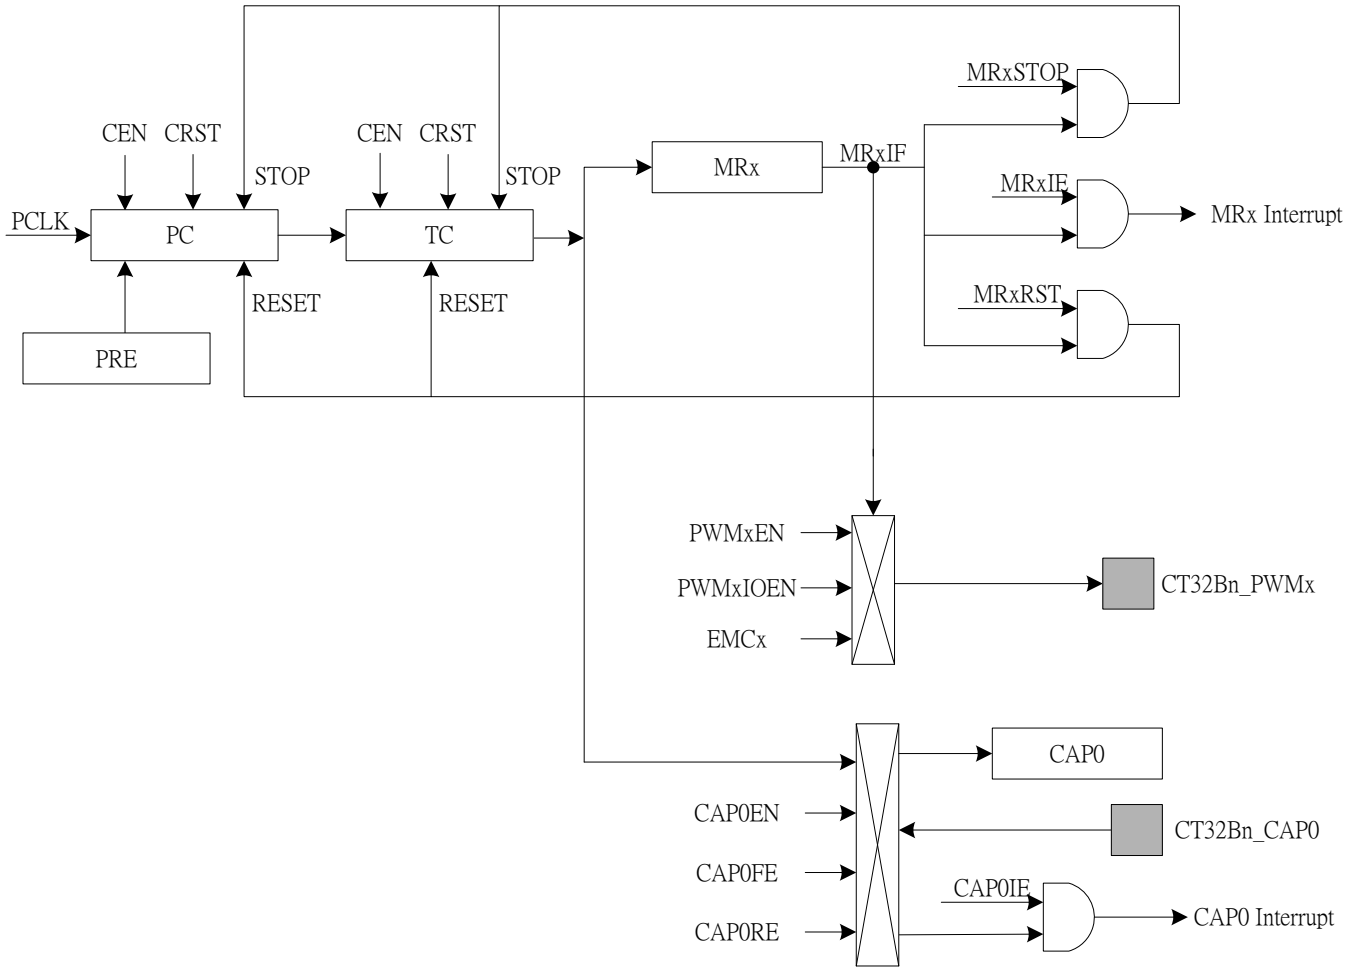 MRxSTOP
CEN CRST CEN CRST
MRx MRxIF
STOP STOP
MRxIE
PCLK PC TC MRx Interrupt
RESET RESET MRxRST
PRE
PWMxEN
PWMxIOEN CT32Bn_PWMx
EMCx
CAP0
CAP0EN
CT32Bn_CAP0
CAP0FE
CAP0IE
CAP0RE CAP0 Interrupt